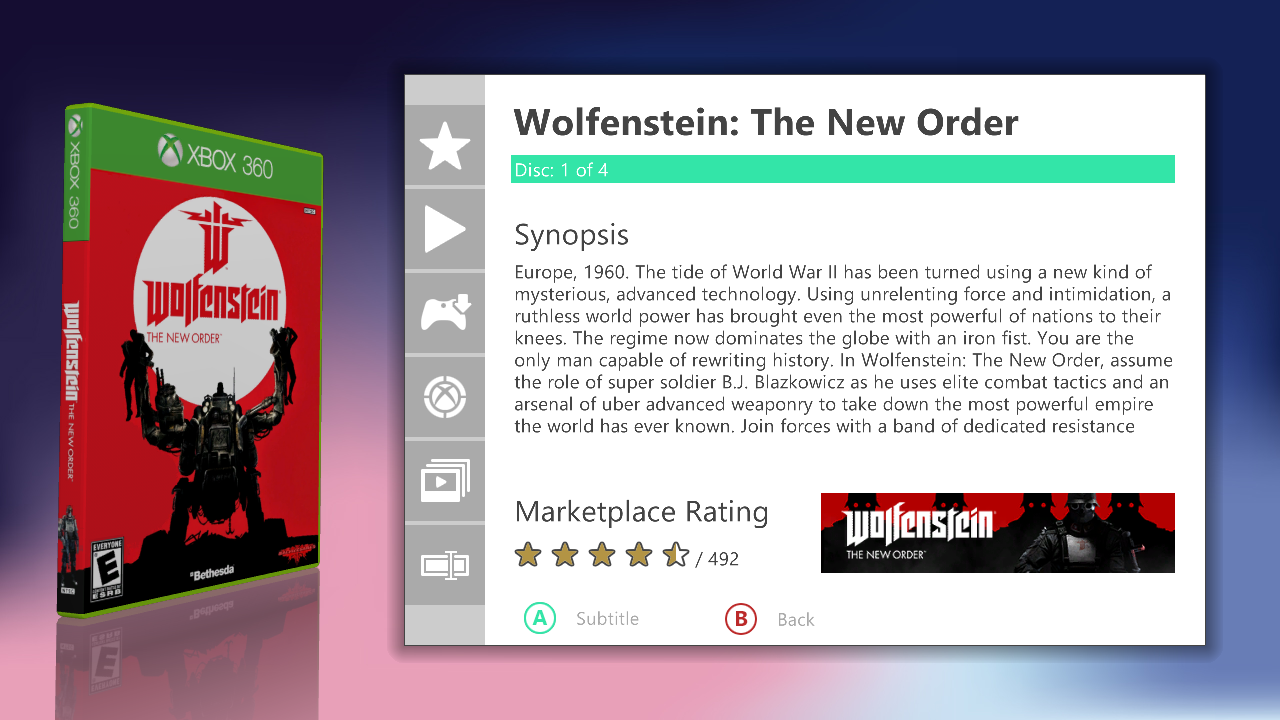 XBOX 360
XBOX 360
wolfenstein
THE NEW ORDER
wolfenstein
THE NEW ORDER
EVERYONE
E
ESRB
Bethesda
NTSC
Wolfenstein: The New Order
Disc: 1 of 4
Synopsis
Europe, 1960. The tide of World War II has been turned using a new kind of
mysterious, advanced technology. Using unrelenting force and intimidation, a
ruthless world power has brought even the most powerful of nations to their
knees. The regime now dominates the globe with an iron fist. You are the
only man capable of rewriting history. In Wolfenstein: The New Order, assume
the role of super soldier B.J. Blazkowicz as he uses elite combat tactics and an
arsenal of uber advanced weaponry to take down the most powerful empire
the world has ever known. Join forces with a band of dedicated resistance
Marketplace Rating
/ 492
wolfenstein
THE NEW ORDER
A Subtitle
B Back